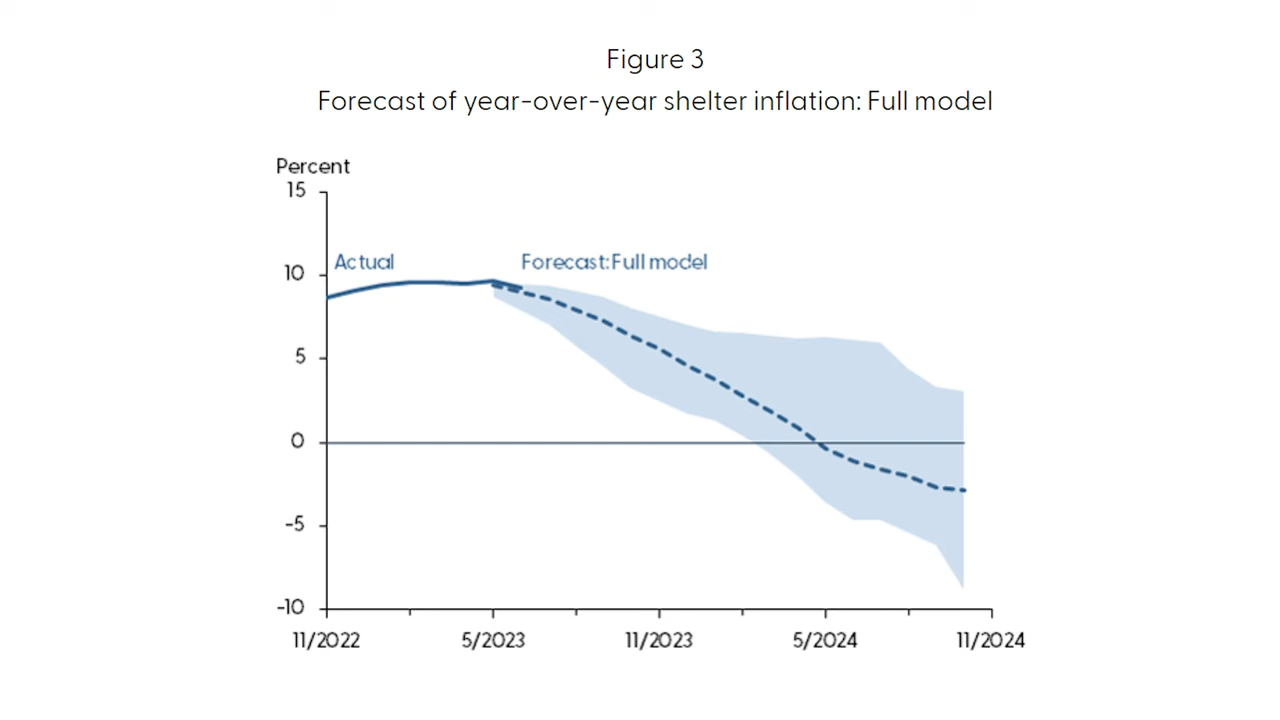 Figure 3
Forecast of year-over-year shelter inflation: Full model
Percent
15
Actual
Forecast:Full model
10
5
0
-5
-10
11/2022
5/2023
11/2023
5/2024
11/2024